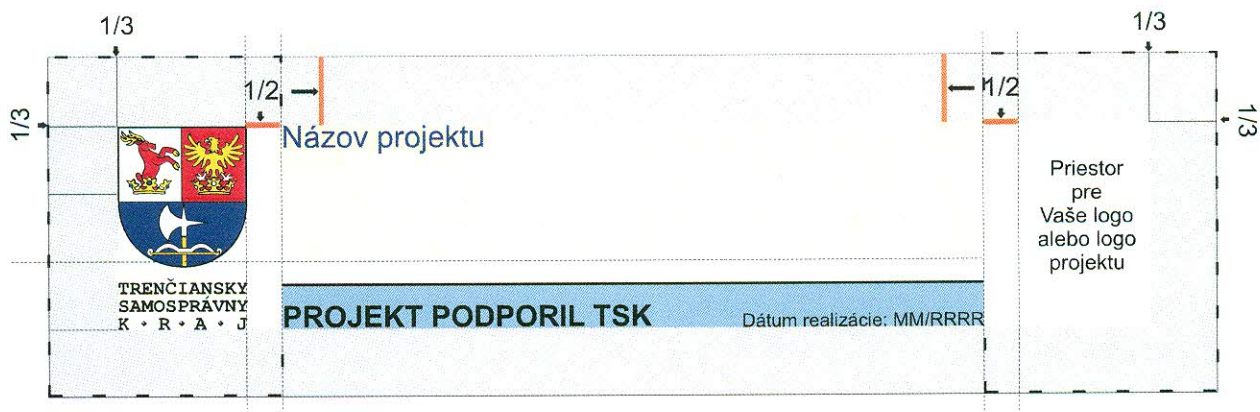 1/3
1/3
1/2
1/2
1/3
1/3
Názov projektu
Priestor
pre
Vaše logo
alebo logo
projektu
TRENČIANSKY
SAMOSPRÁVNY
K · R · A · J
PROJEKT PODPORIL TSK
Dátum realizácie: MM/RRRR